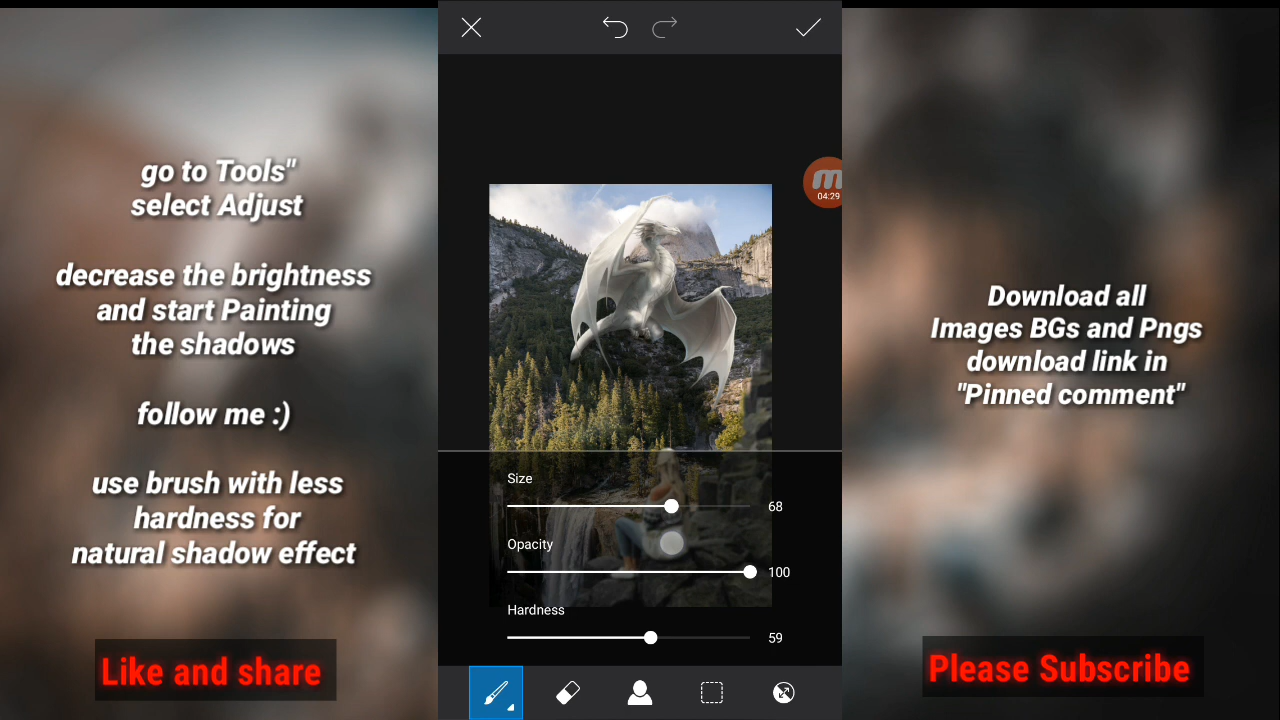 go to Tools"
select Adjust
decrease the brightness
and start Painting
the shadows
follow me :)
use brush with less
hardness for
natural shadow effect
Like and share
04:29
Size
68
Opacity
100
Hardness
59
Download all
Images BGs and Pngs
download link in
"Pinned comment"
Please Subscribe